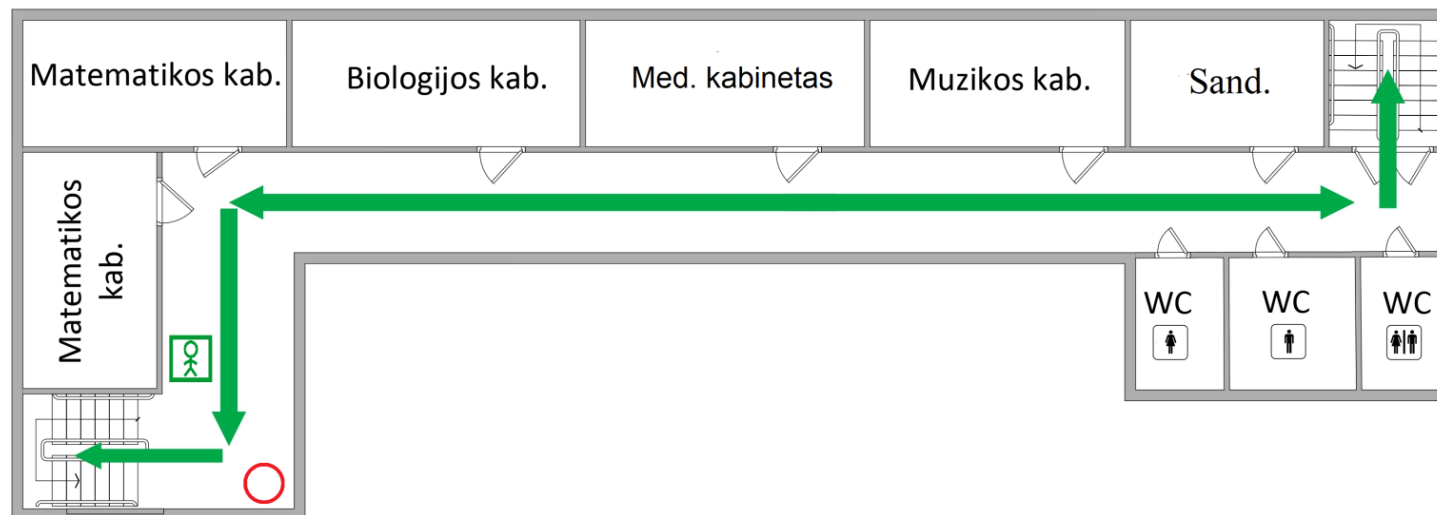 Matematikos kab.
Biologijos kab.
Med. kabinetas
Muzikos kab.
Sand.
Matematikos
kab.
WC
WC
WC